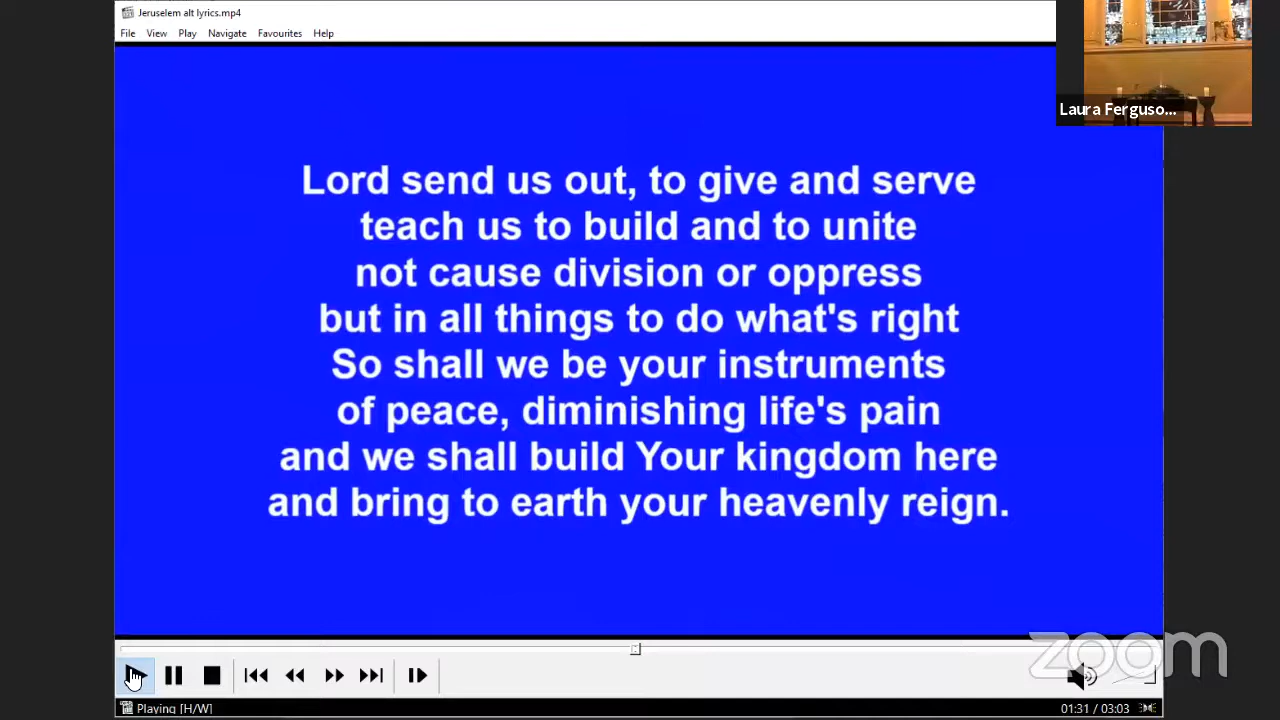 Jeruselem alt lyrics.mp4
File View Play Navigate Favourites Help
Laura Ferguso...
Lord send us out, to give and serve
teach us to build and to unite
not cause division or oppress
but in all things to do what's right
So shall we be your instruments
of peace, diminishing life's pain
and we shall build Your kingdom here
and bring to earth your heavenly reign.
zoom
Playing [H/W]
01:31 / 03:03